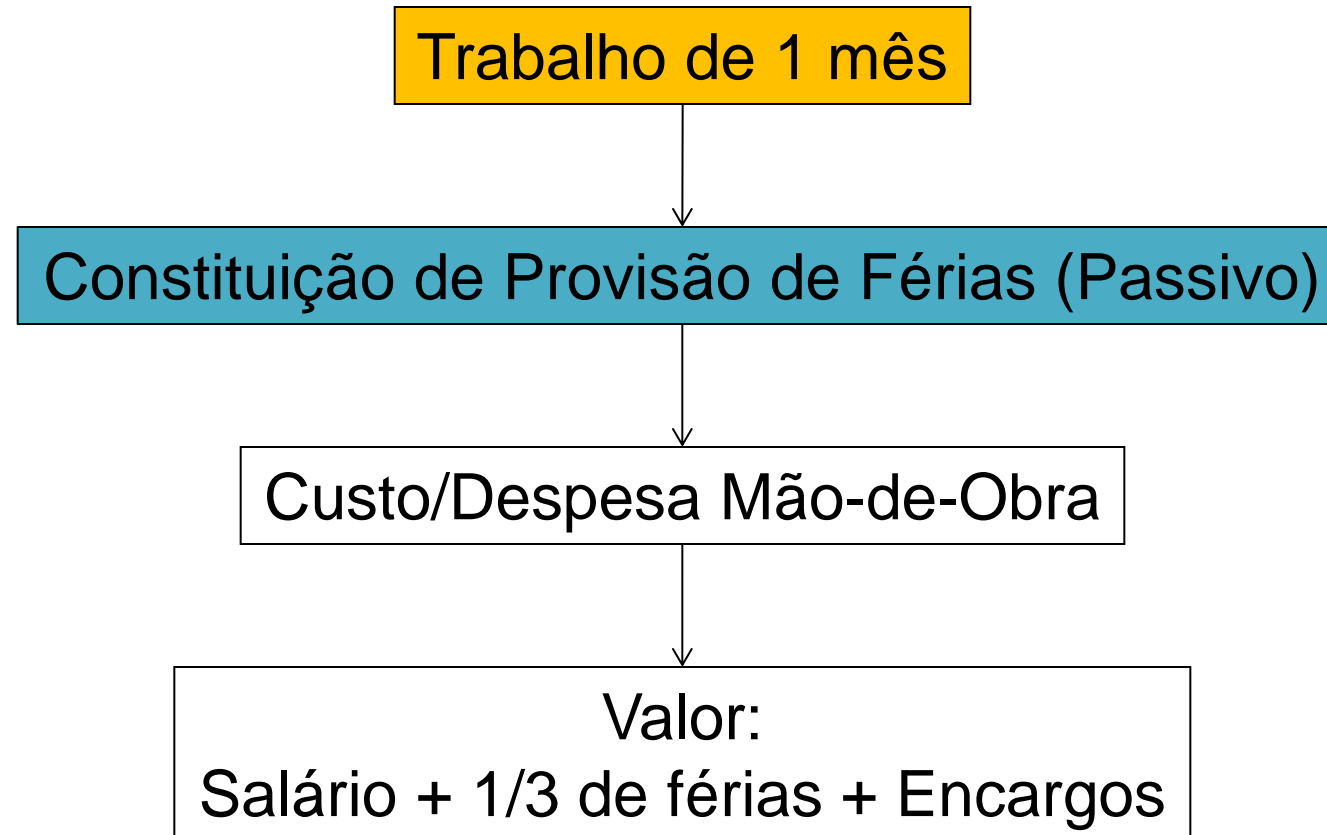 Trabalho de 1 mês
Constituição de Provisão de Férias (Passivo)
Custo/Despesa Mão-de-Obra
Valor:
Salário + 1/3 de férias + Encargos